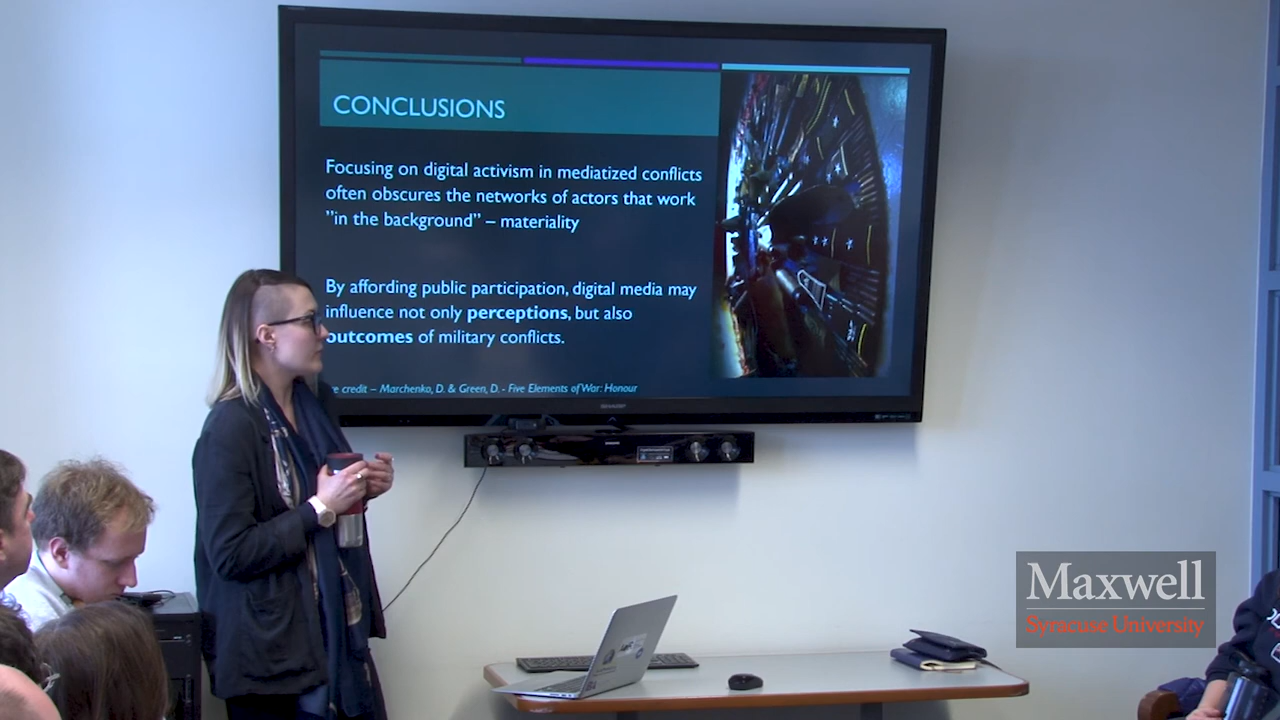 CONCLUSIONS
Focusing on digital activism in mediatized conflicts
often obscures the networks of actors that work
”in the background” – materiality
By affording public participation, digital media may
influence not only perceptions, but also
outcomes of military conflicts.
credit – Marchenko, D. & Green, D. - Five Elements of War: Honour
SHARP
Maxwell
Syracuse University